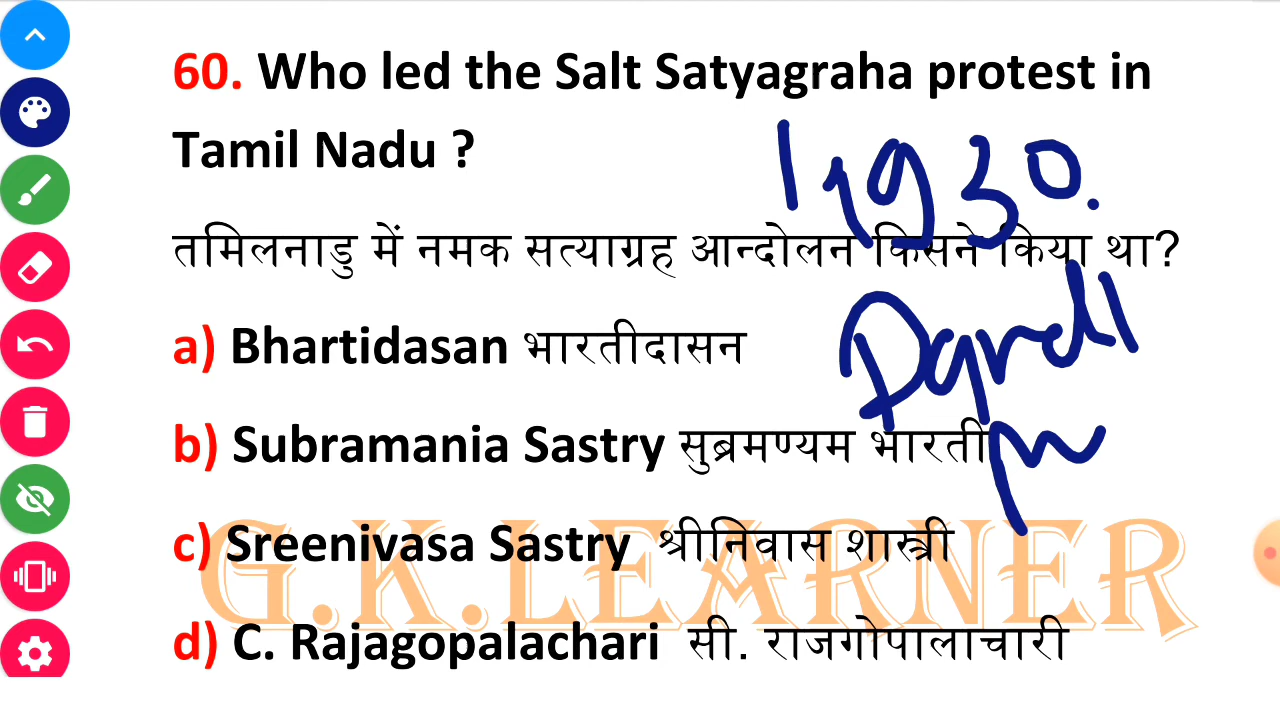 60. Who led the Salt Satyagraha protest in
Tamil Nadu ?
1930.
तमिलनाडु में नमक सत्याग्रह आन्दोलन किसने किया था?
a) Bhartidasan भारतीदासन
b) Subramania Sastry सुब्रमण्यम भारती
c) Sreenivasa Sastry श्रीनिवास शास्त्री
G.K.LEARNER
d) C. Rajagopalachari सी. राजगोपालाचारी